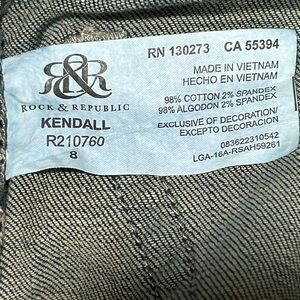 R&R
ROCK & REPUBLIC
KENDALL
R210760
8
RN 130273 CA 55394
MADE IN VIETNAM
HECHO EN VIETNAM
98% COTTON 2% SPANDEX
98% ALGODON 2% SPANDEX
EXCLUSIVE OF DECORATION/
EXCEPTO DECORACION
083622310542
LGA-16A-RSAH59261